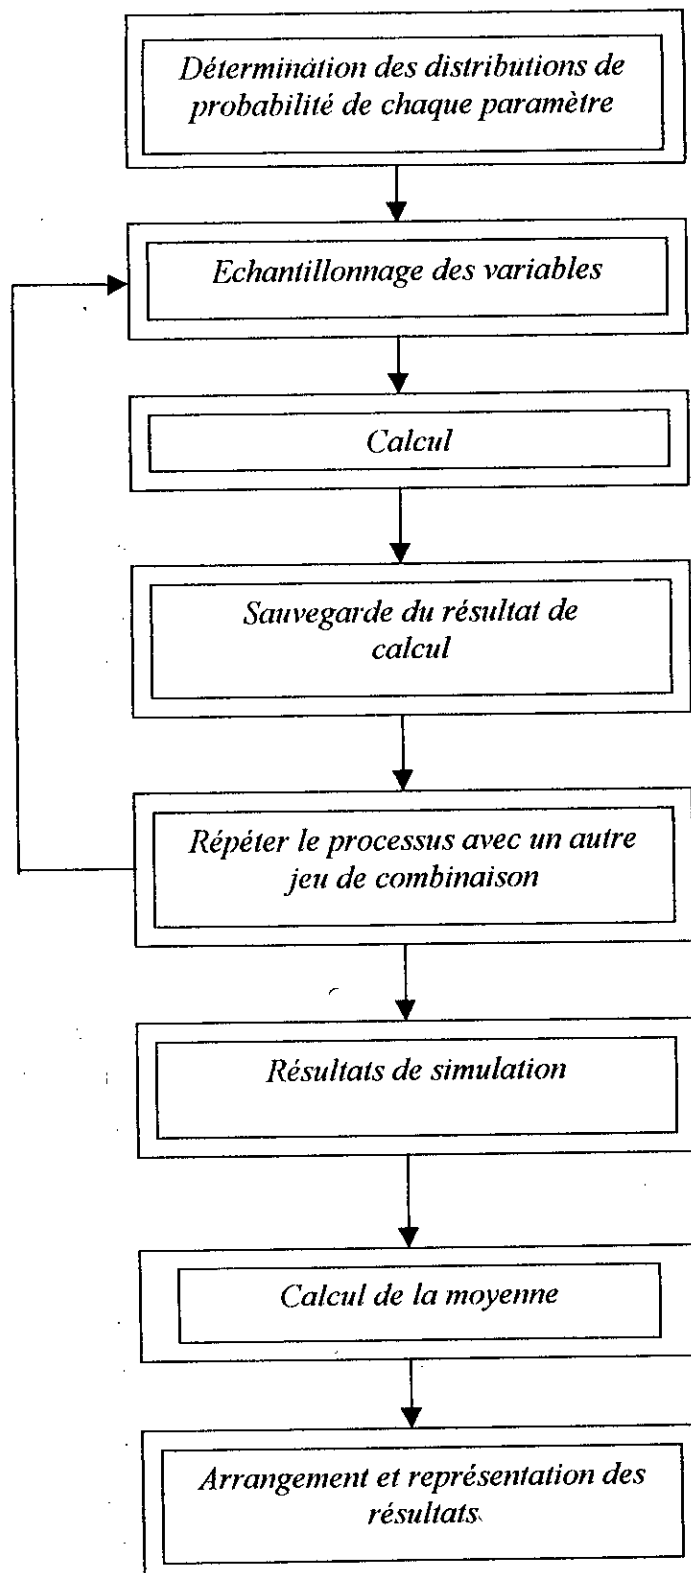 Détermination des distributions de
probabilité de chaque paramètre
Echantillonnage des variables
Calcul
Sauvegarde du résultat de
calcul
Répéter le processus avec un autre
jeu de combinaison
Résultats de simulation
Calcul de la moyenne
Arrangement et représentation des
résultats